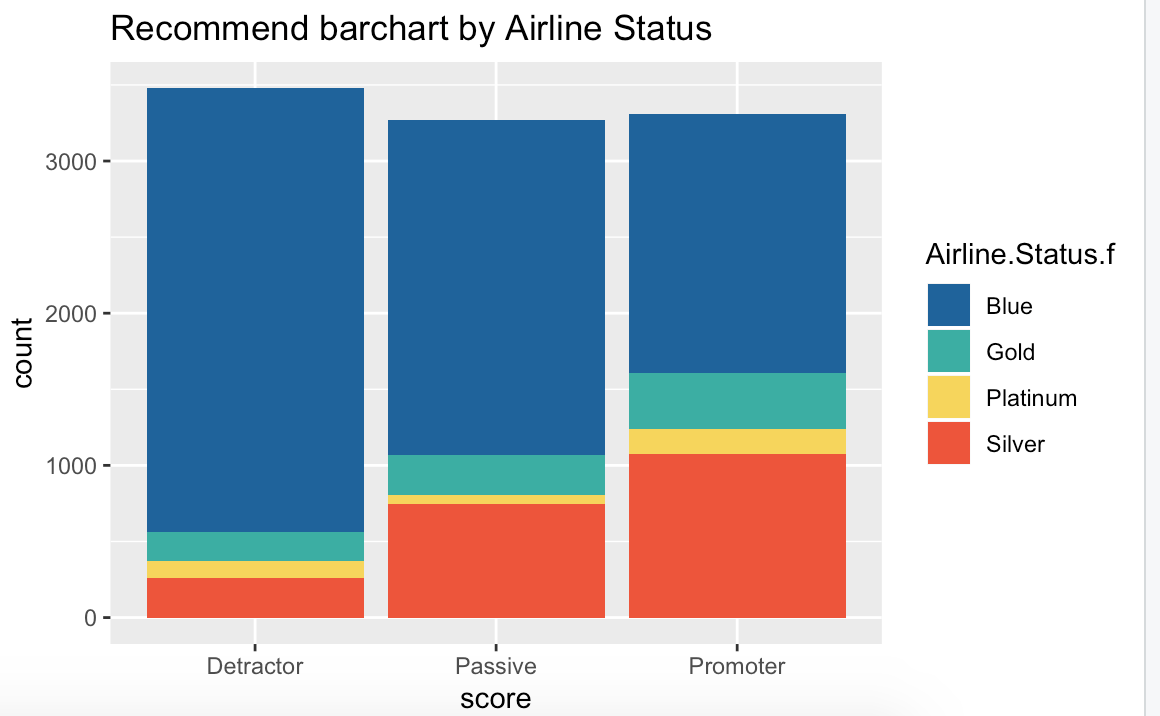 Recommend barchart by Airline Status
3000
2000
1000
0
count
Detractor Passive Promoter
score
Airline.Status.f
Blue
Gold
Platinum
Silver